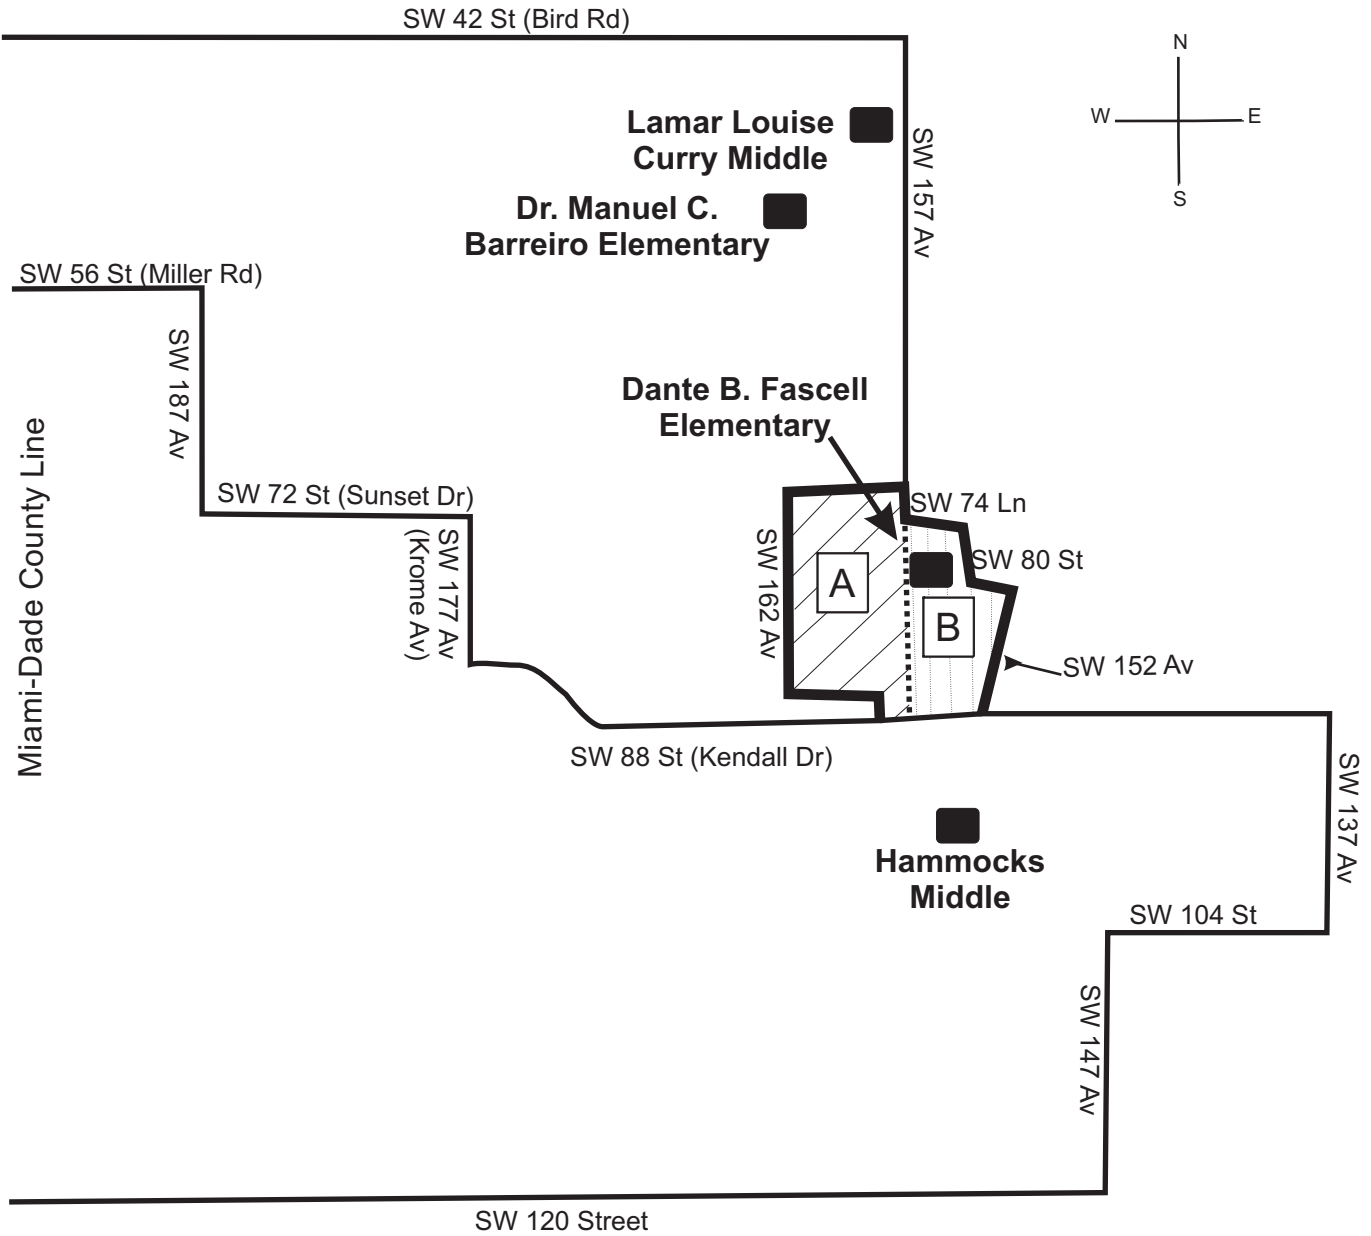 SW 42 St (Bird Rd)
N
W
E
S
Lamar Louise
Curry Middle
SW 157 Av
Dr. Manuel C.
Barreiro Elementary
SW 56 St (Miller Rd)
SW 187 Av
Dante B. Fascell
Elementary
Miami-Dade County Line
SW 72 St (Sunset Dr)
SW 74 Ln
SW 177 Av
(Krome Av)
SW 162 Av
A
SW 80 St
B
SW 152 Av
SW 88 St (Kendall Dr)
SW 137 Av
Hammocks
Middle
SW 104 St
SW 147 Av
SW 120 Street